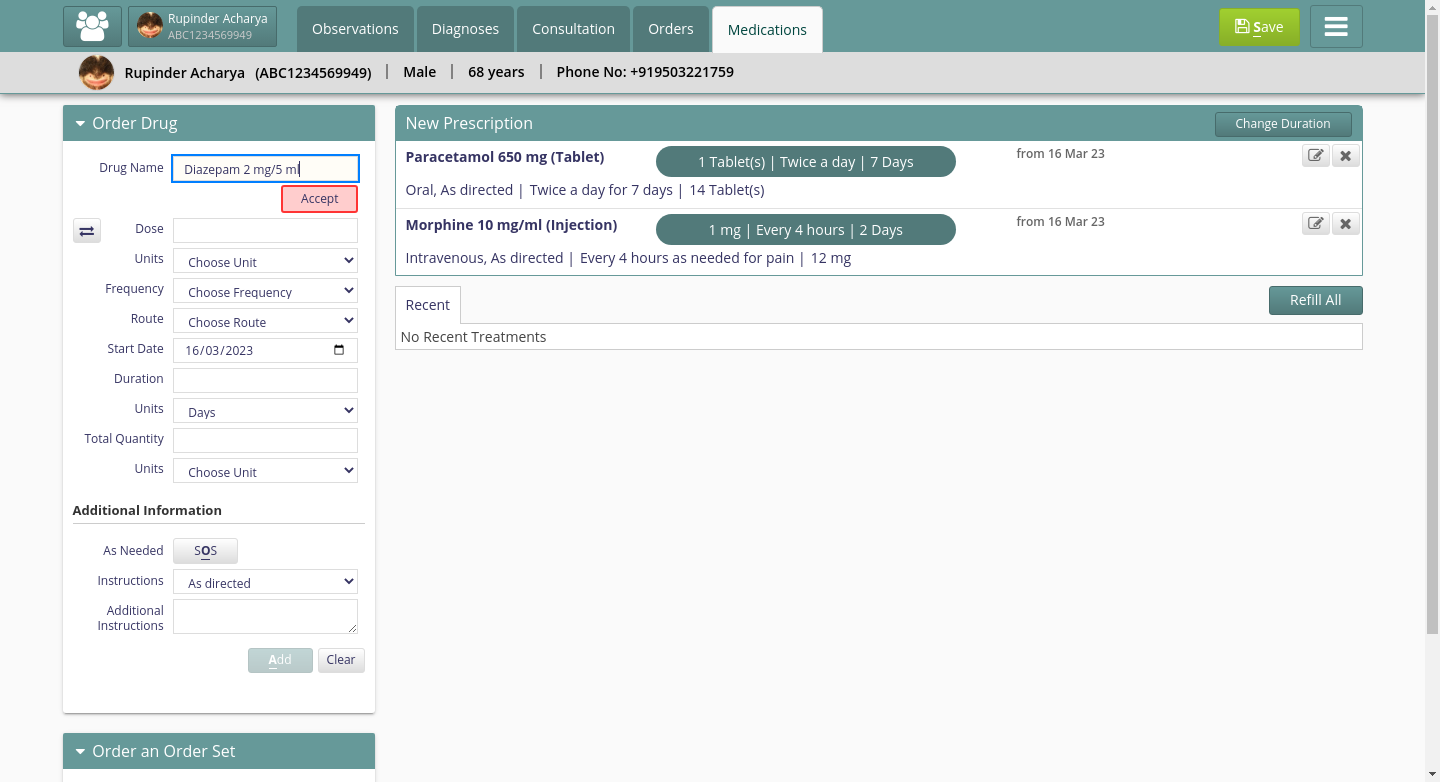 Rupinder Acharya
ABC1234569949
Observations
Diagnoses
Consultation
Orders
Medications
Save
Rupinder Acharya (ABC1234569949) | Male | 68 years | Phone No: +919503221759
Order Drug
Drug Name
Diazepam 2 mg/5 ml
Accept
Dose
Units
Choose Unit
Frequency
Choose Frequency
Route
Choose Route
Start Date
16/03/2023
Duration
Units
Days
Total Quantity
Units
Choose Unit
Additional Information
As Needed
SOS
Instructions
As directed
Additional
Instructions
Add
Clear
Order an Order Set
New Prescription
Change Duration
Paracetamol 650 mg (Tablet)
1 Tablet(s) | Twice a day | 7 Days
from 16 Mar 23
Oral, As directed | Twice a day for 7 days | 14 Tablet(s)
Morphine 10 mg/ml (Injection)
1 mg | Every 4 hours | 2 Days
from 16 Mar 23
Intravenous, As directed | Every 4 hours as needed for pain | 12 mg
Recent
Refill All
No Recent Treatments